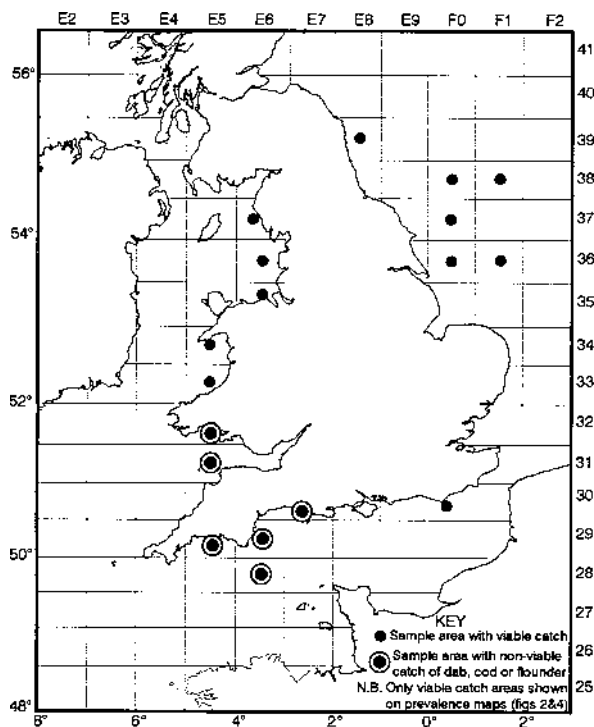 E2 E3 E4 E5 E6 E7 E8 E9 F0 F1 F2
41
56°
40
39
38
37
54°
36
35
34
33
52°
32
31
30
29
50°
28
27
KEY
Sample area with viable catch
26
Sample area with non-viable
catch of dab, cod or flounder
25
N.B. Only viable catch areas shown
on prevalence maps (figs 2&4)
48°
8° 6° 4° 2° 0° 2°